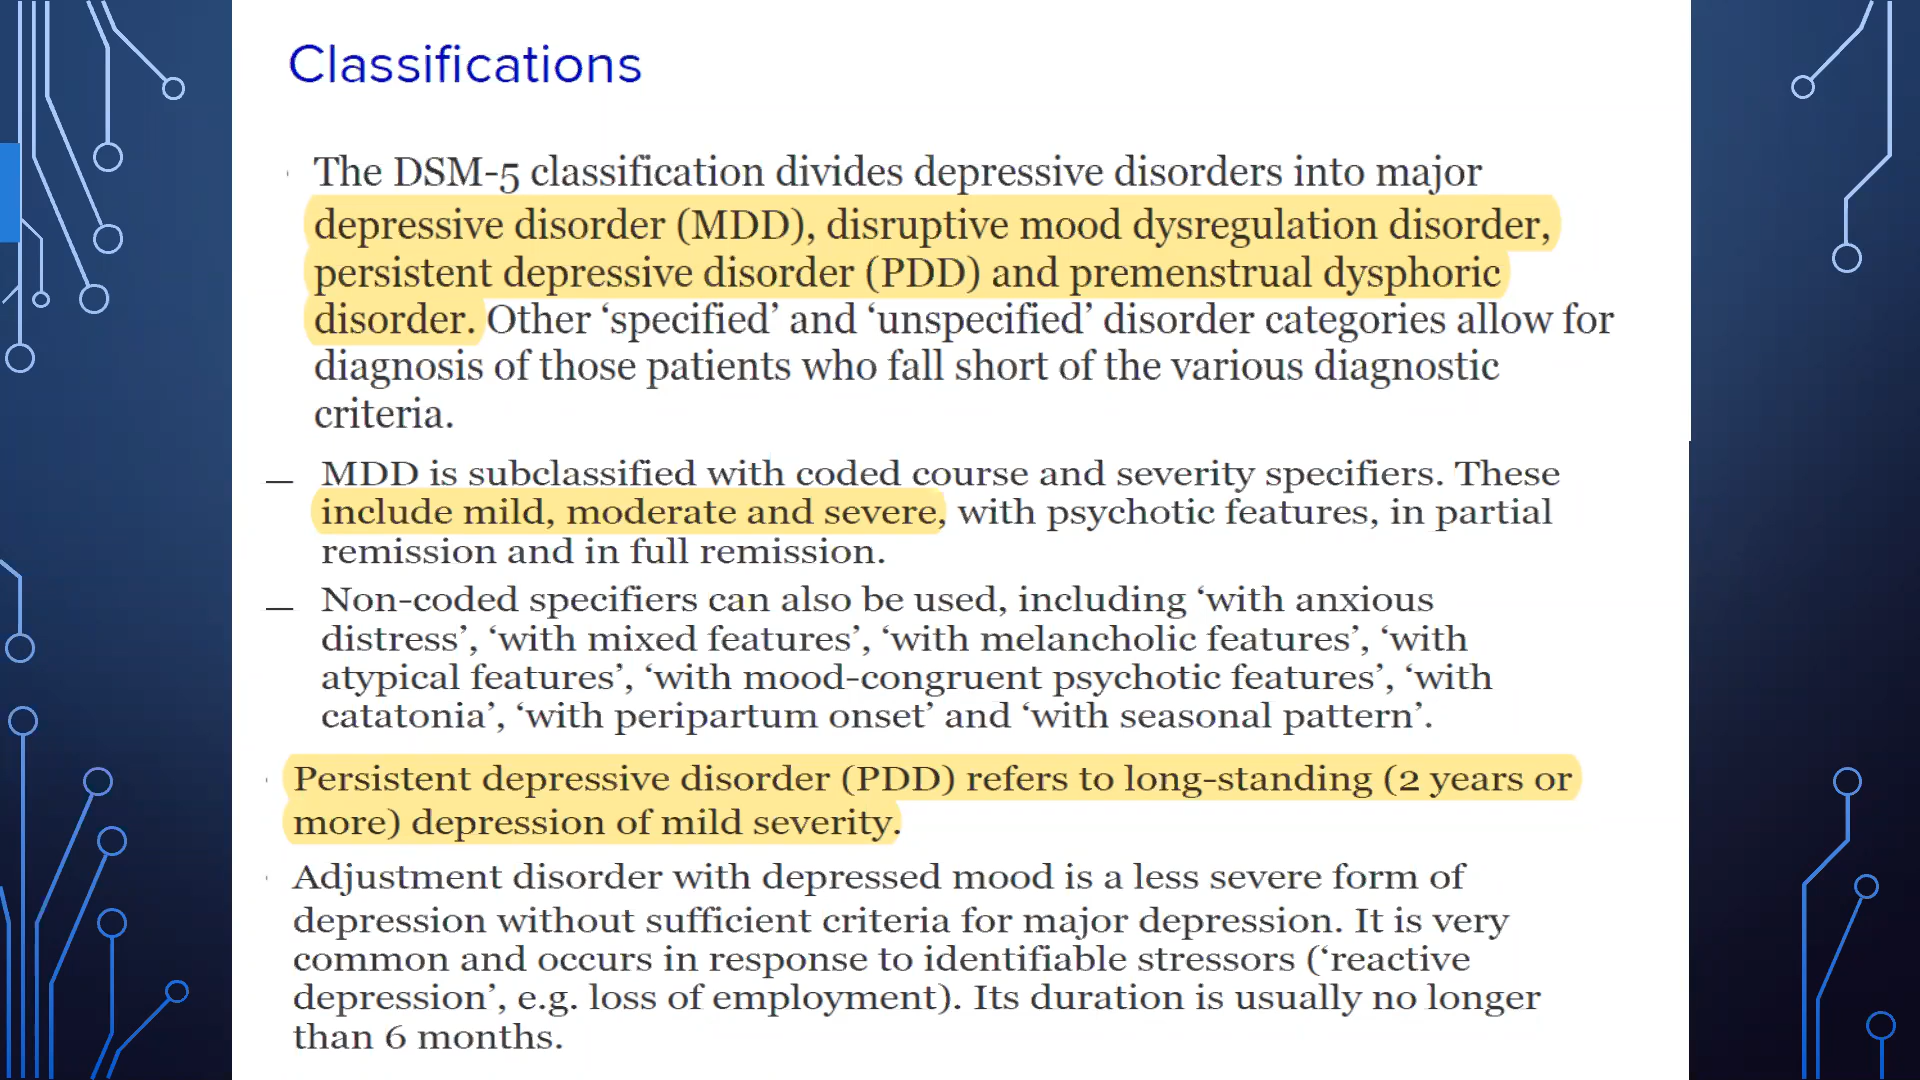 Classifications
The DSM-5 classification divides depressive disorders into major
depressive disorder (MDD), disruptive mood dysregulation disorder,
persistent depressive disorder (PDD) and premenstrual dysphoric
disorder. Other ‘specified’ and ‘unspecified’ disorder categories allow for
diagnosis of those patients who fall short of the various diagnostic
criteria.
— MDD is subclassified with coded course and severity specifiers. These
include mild, moderate and severe, with psychotic features, in partial
remission and in full remission.
— Non-coded specifiers can also be used, including ‘with anxious
distress’, ‘with mixed features’, ‘with melancholic features’, ‘with
atypical features’, ‘with mood-congruent psychotic features’, ‘with
catatonia’, ‘with peripartum onset’ and ‘with seasonal pattern’.
Persistent depressive disorder (PDD) refers to long-standing (2 years or
more) depression of mild severity.
Adjustment disorder with depressed mood is a less severe form of
depression without sufficient criteria for major depression. It is very
common and occurs in response to identifiable stressors (‘reactive
depression’, e.g. loss of employment). Its duration is usually no longer
than 6 months.